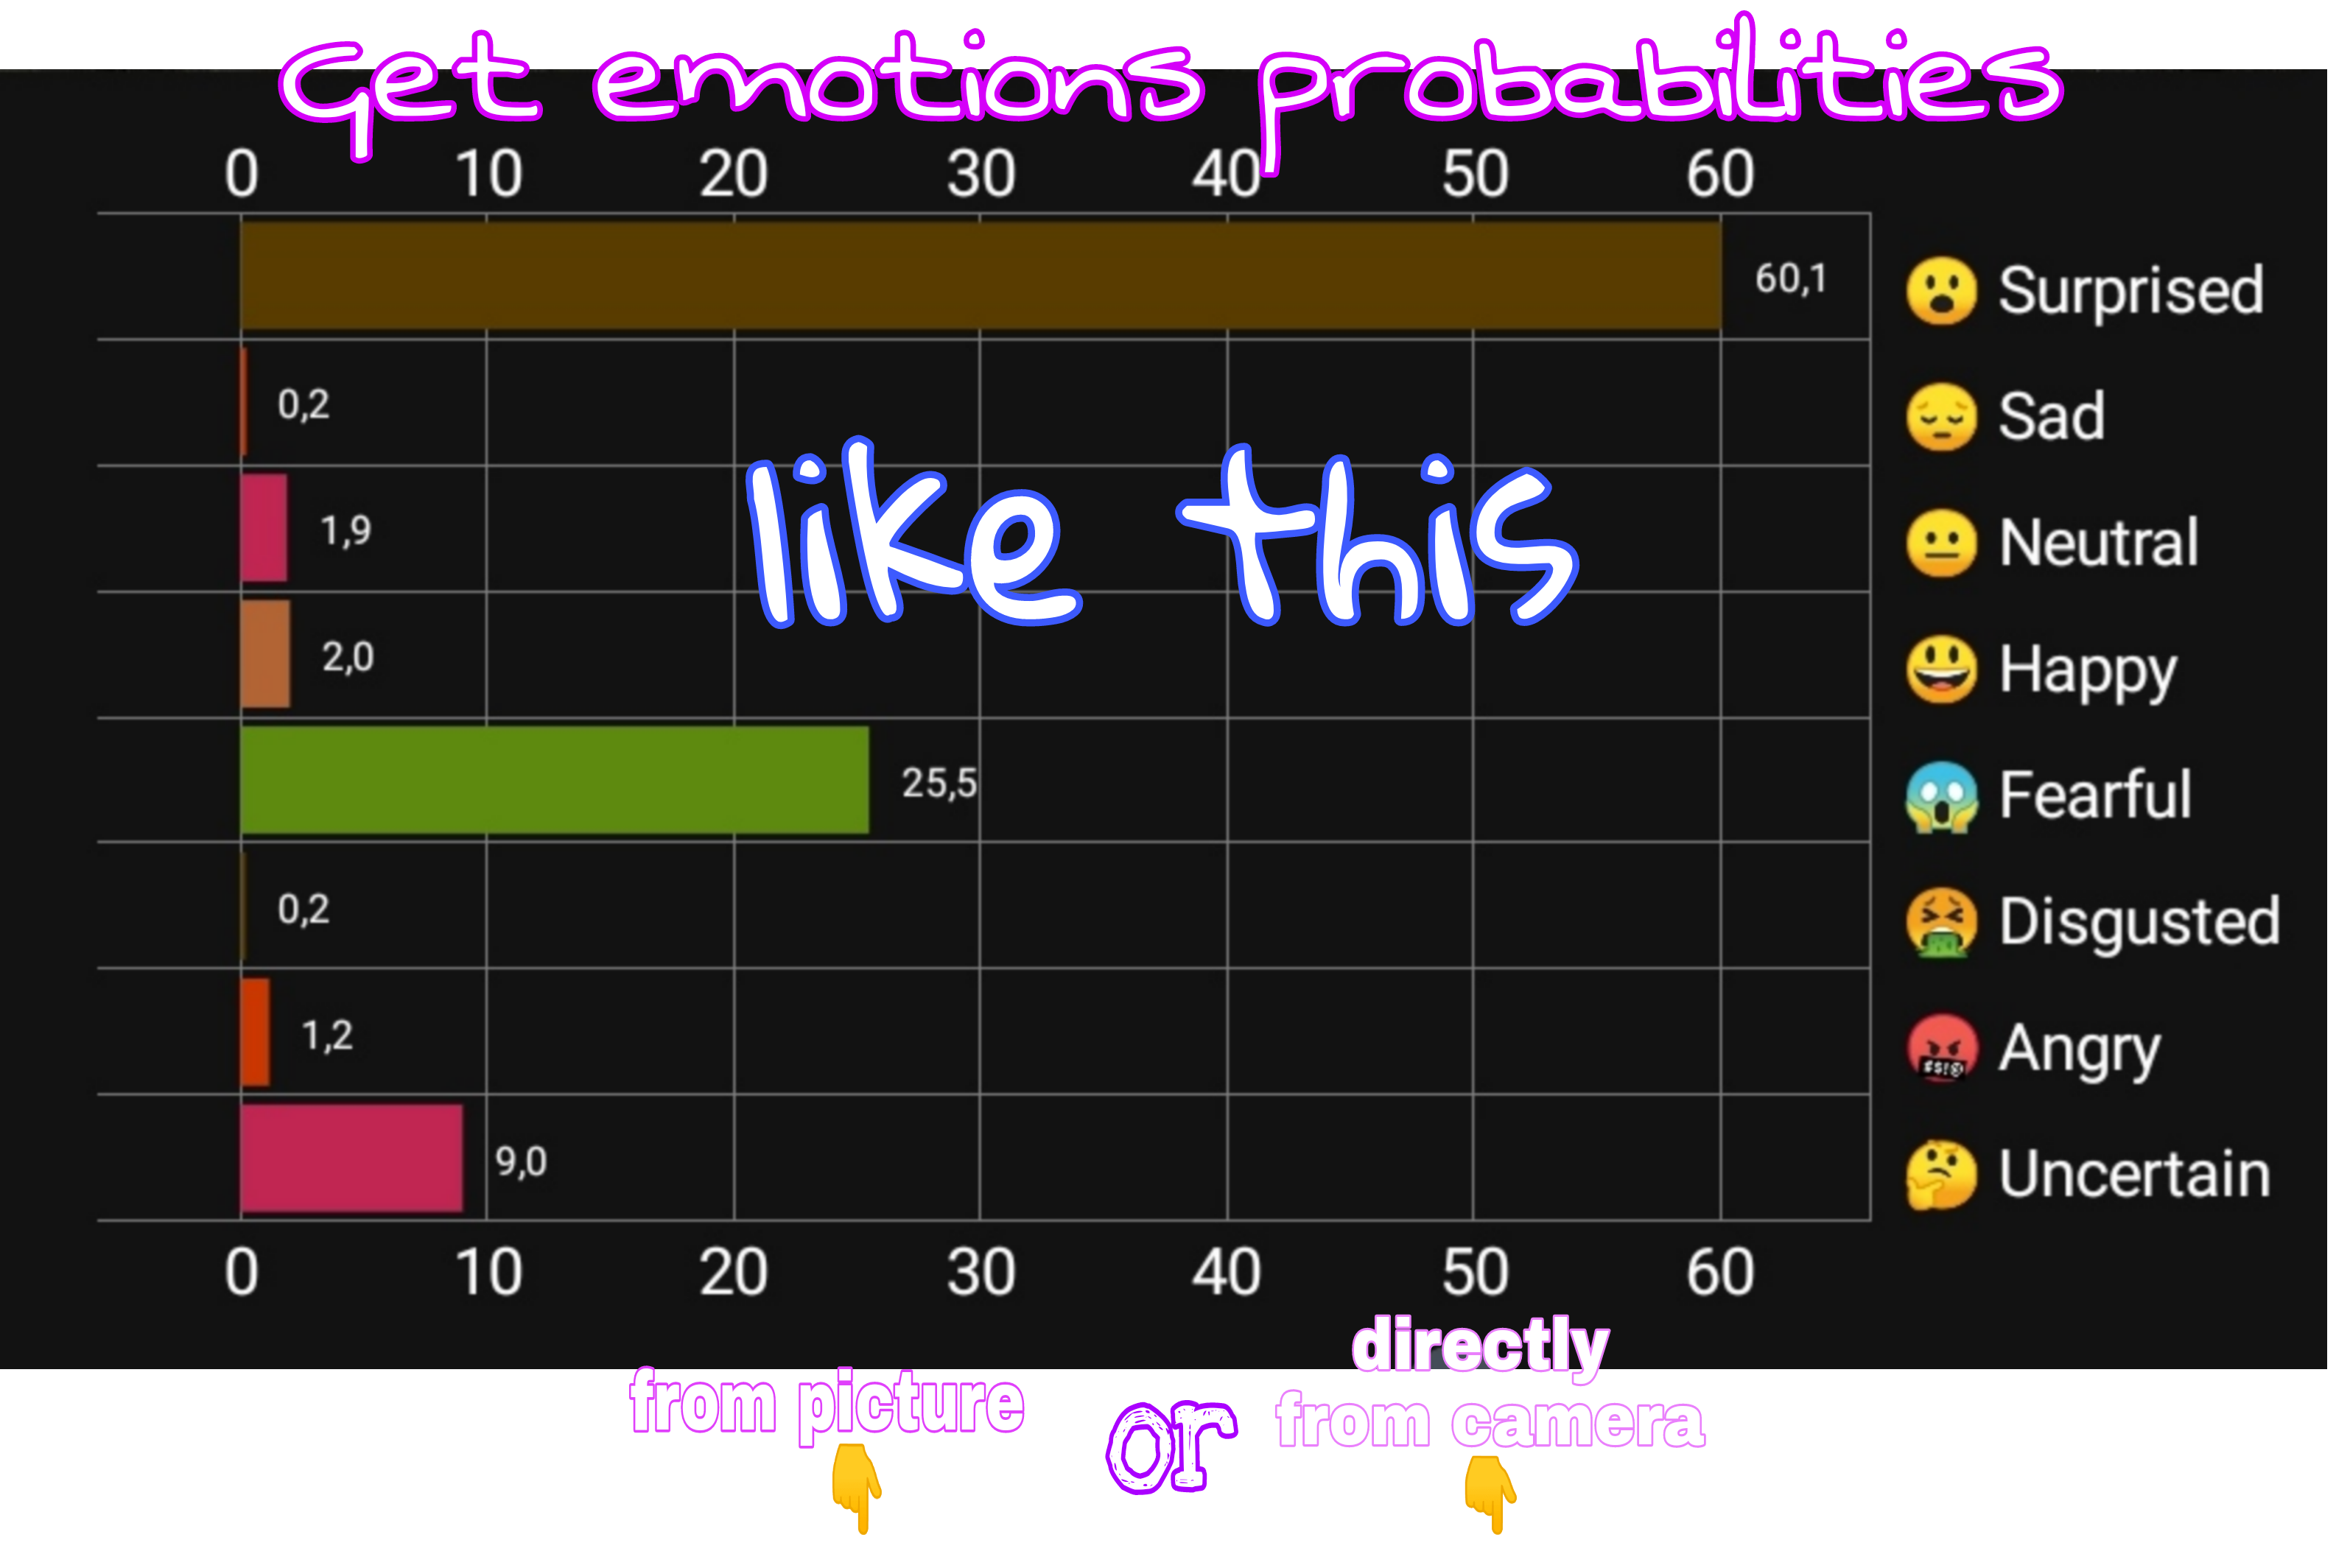 Get emotions probabilities
0 10 20 30 40 50 60
60,1 Surprised
0,2 Sad
1,9 Neutral
like this
2,0 Happy
25,5 Fearful
0,2 Disgusted
1,2 Angry
9,0 Uncertain
0 10 20 30 40 50 60
from picture
or
directly
from camera